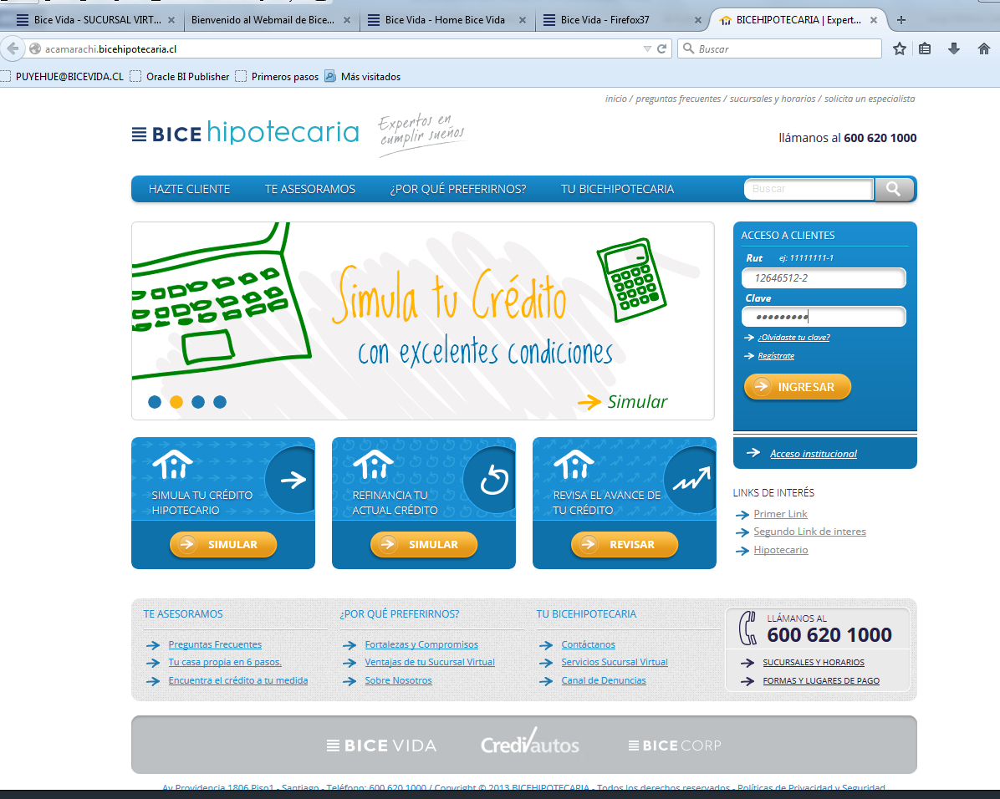 Bice Vida - SUCURSAL VIRT...
Bienvenido al Webmail de Bice...
Bice Vida - Home Bice Vida
Bice Vida - Firefox37
BICEHIPOTECARIA | Expert...
acamarachi.bicehipotecaria.cl
Buscar
PUYEHUE@BICEVIDA.CL
Oracle BI Publisher
Primeros pasos
Más visitados
inicio / preguntas frecuentes / sucursales y horarios / solicita un especialista
BICE hipotecaria
Expertos en
cumplir sueños
llámanos al 600 620 1000
HAZTE CLIENTE
TE ASESORAMOS
¿POR QUÉ PREFERIRNOS?
TU BICEHIPOTECARIA
Buscar
Simula tu Crédito
con excelentes condiciones
Simular
ACCESO A CLIENTES
Rut ej: 11111111-1
12646512-2
Clave
¿Olvidaste tu clave?
Regístrate
INGRESAR
Acceso institucional
SIMULA TU CRÉDITO
HIPOTECARIO
SIMULAR
REFINANCIA TU
ACTUAL CRÉDITO
SIMULAR
REVISA EL AVANCE DE
TU CRÉDITO
REVISAR
LINKS DE INTERÉS
Primer Link
Segundo Link de interes
Hipotecario
TE ASESORAMOS
Preguntas Frecuentes
Tu casa propia en 6 pasos.
Encuentra el crédito a tu medida
¿POR QUÉ PREFERIRNOS?
Fortalezas y Compromisos
Ventajas de tu Sucursal Virtual
Sobre Nosotros
TU BICEHIPOTECARIA
Contáctanos
Servicios Sucursal Virtual
Canal de Denuncias
LLÁMANOS AL
600 620 1000
SUCURSALES Y HORARIOS
FORMAS Y LUGARES DE PAGO
BICE VIDA
Crediautos
BICE CORP
Av Providencia 1806 Piso1 - Santiago - Teléfono: 600 620 1000 / Copyright © 2013 BICEHIPOTECARIA - Todos los derechos reservados - Políticas de Privacidad y Seguridad